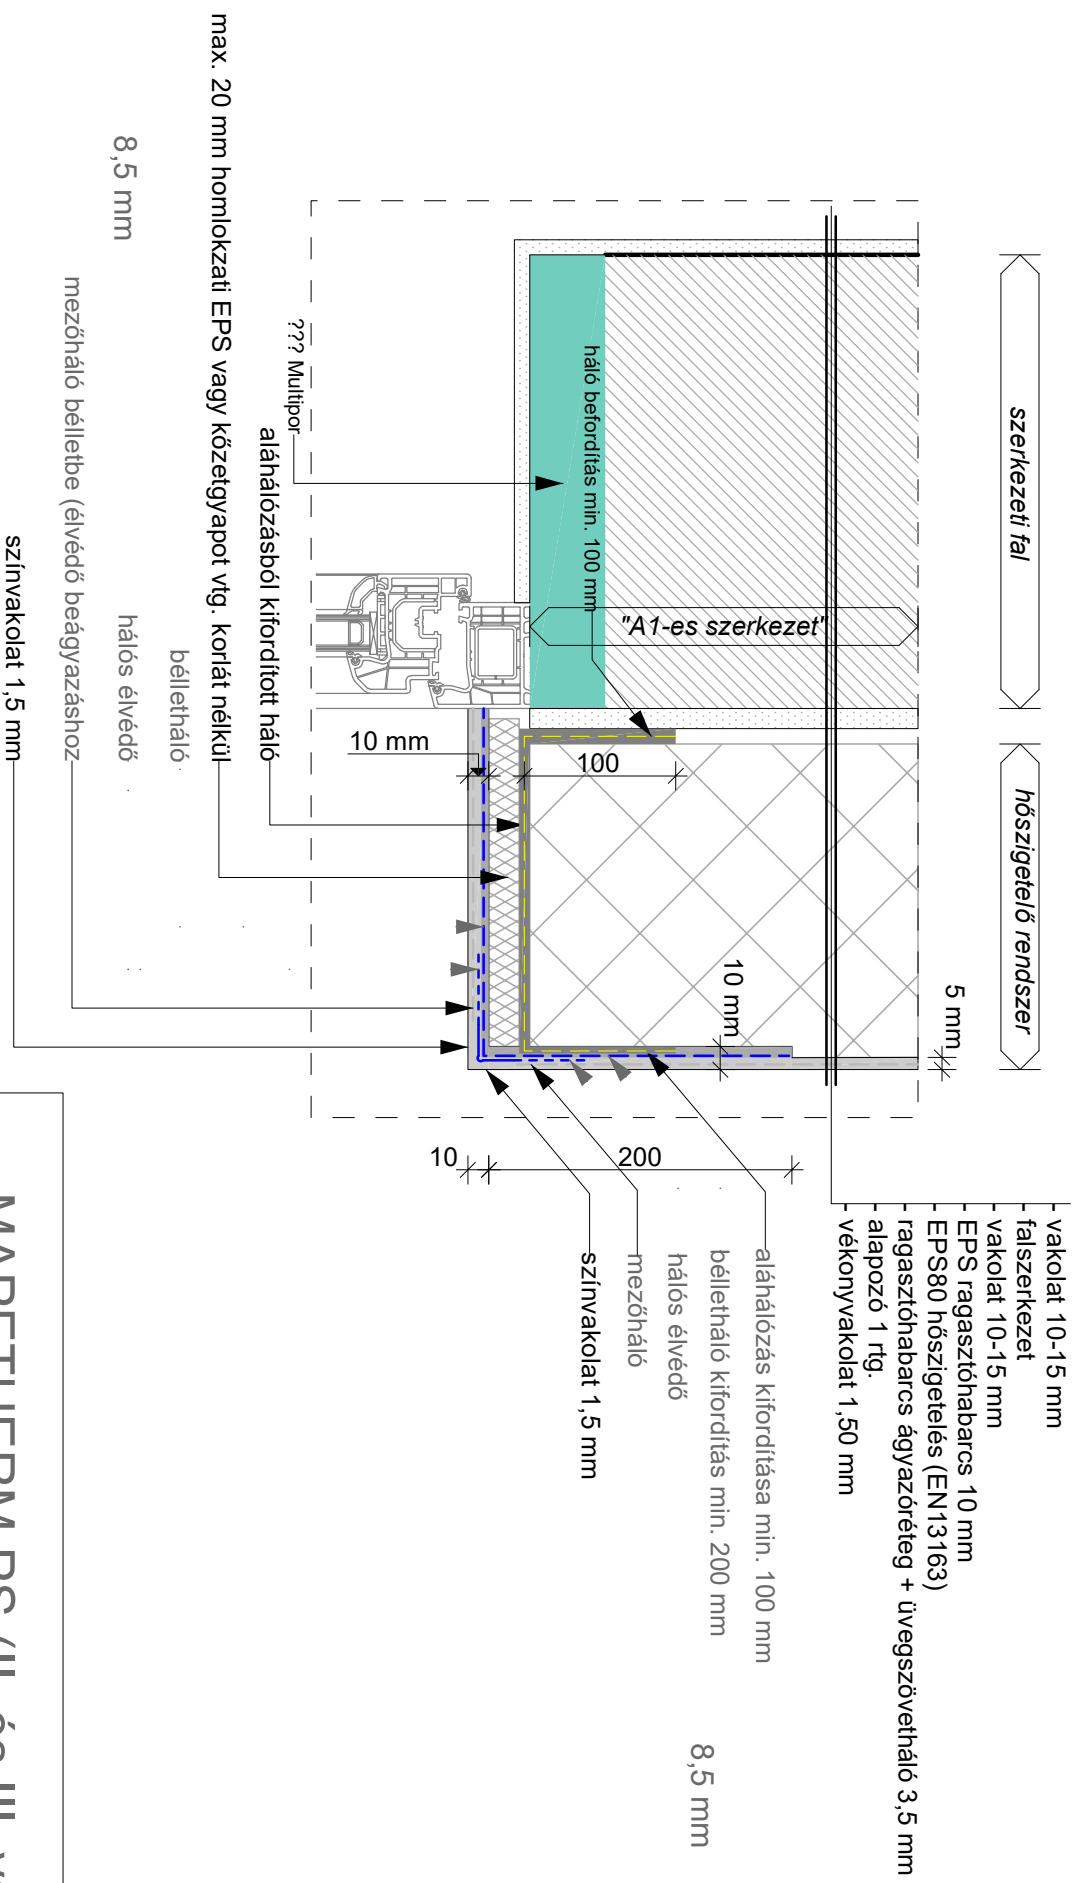 szerkezeti fal
hőszigetelő rendszer
5 mm
vakolat 10-15 mm
falszerkezet
vakolat 10-15 mm
EPS ragasztóhabarcs 10 mm
EPS80 hőszigetelés (EN13163)
ragasztóhabarcs ágyazóréteg + üvegszövetháló 3,5 mm
alapozó 1 rtg.
vékonyvakolat 1,50 mm
"A1-es szerkezet"
háló befordítás min. 100 mm
100
10 mm
10 mm
200
10
aláhálózás kifordítása min. 100 mm
bélletháló kifordítás min. 200 mm
hálós élvédő
mezőháló
színvakolat 1,5 mm
8,5 mm
??? Multipor
aláhálózásból kifordított háló
max. 20 mm homlokzati EPS vagy kőzetgyapot vtg. korlát nélkül
bélletháló
hálós élvédő
8,5 mm
mezőháló bélletbe (élvédő beágyazáshoz
színvakolat 1,5 mm